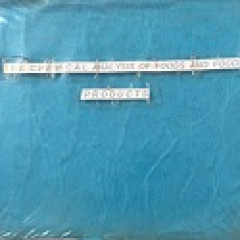 THE CHEMICAL ANALYSIS OF FOODS AND FOOD
PRODUCTS